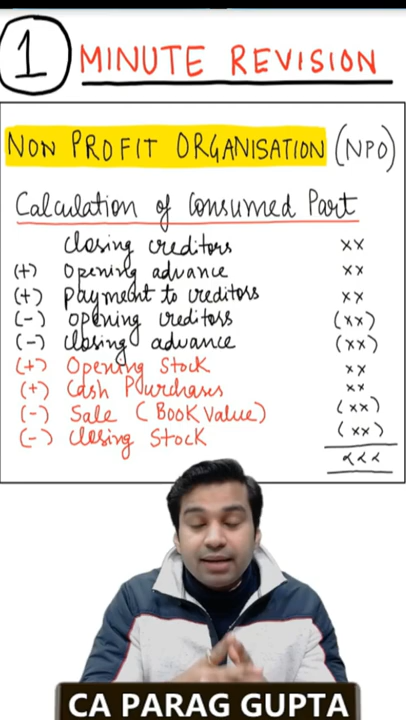 1 MINUTE REVISION
NON PROFIT ORGANISATION (NPO)
Calculation of Consumed Part
closing creditors xx
(+) Opening advance xx
(+) payment to creditors xx
(-) opening creditors (xx)
(-) closing advance (xx)
(+) Opening Stock xx
(+) Cash Purchases xx
(-) Sale (Book Value) (xx)
(-) closing Stock (xx)
xxx
CA PARAG GUPTA